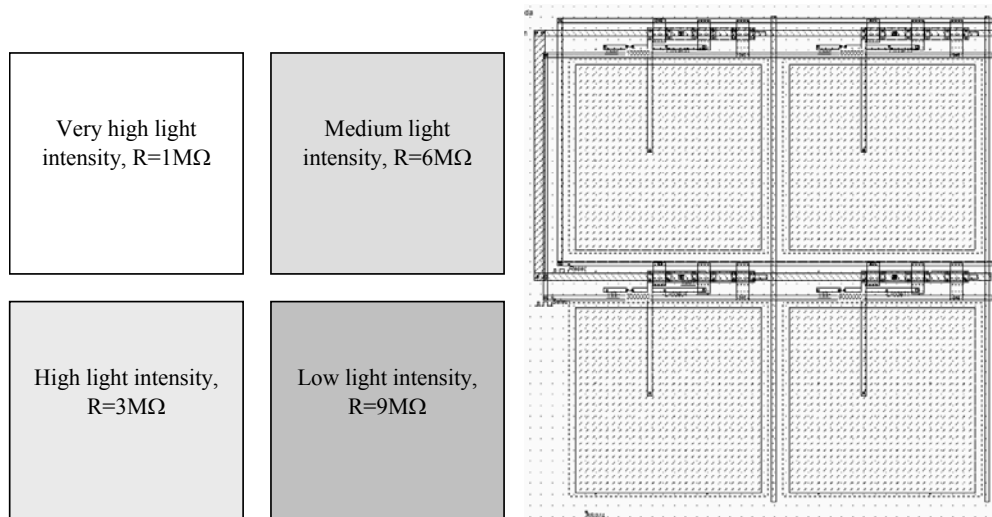 Very high light
intensity, R=1MΩ
Medium light
intensity, R=6MΩ
High light intensity,
R=3MΩ
Low light intensity,
R=9MΩ